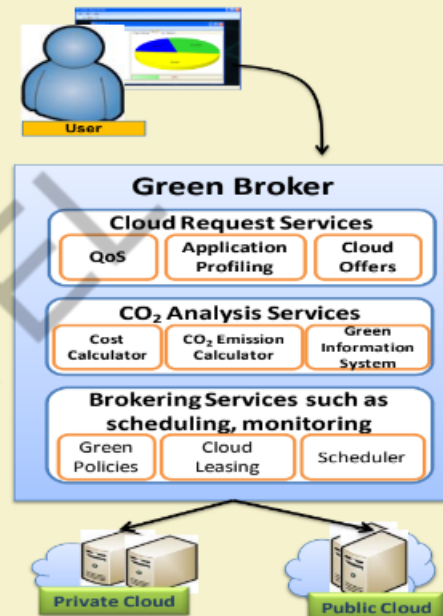 User
Green Broker
Cloud Request Services
QoS
Application
Profiling
Cloud
Offers
CO₂ Analysis Services
Cost
Calculator
CO₂ Emission
Calculator
Green
Information
System
Brokering Services such as
scheduling, monitoring
Green
Policies
Cloud
Leasing
Scheduler
Private Cloud
Public Cloud